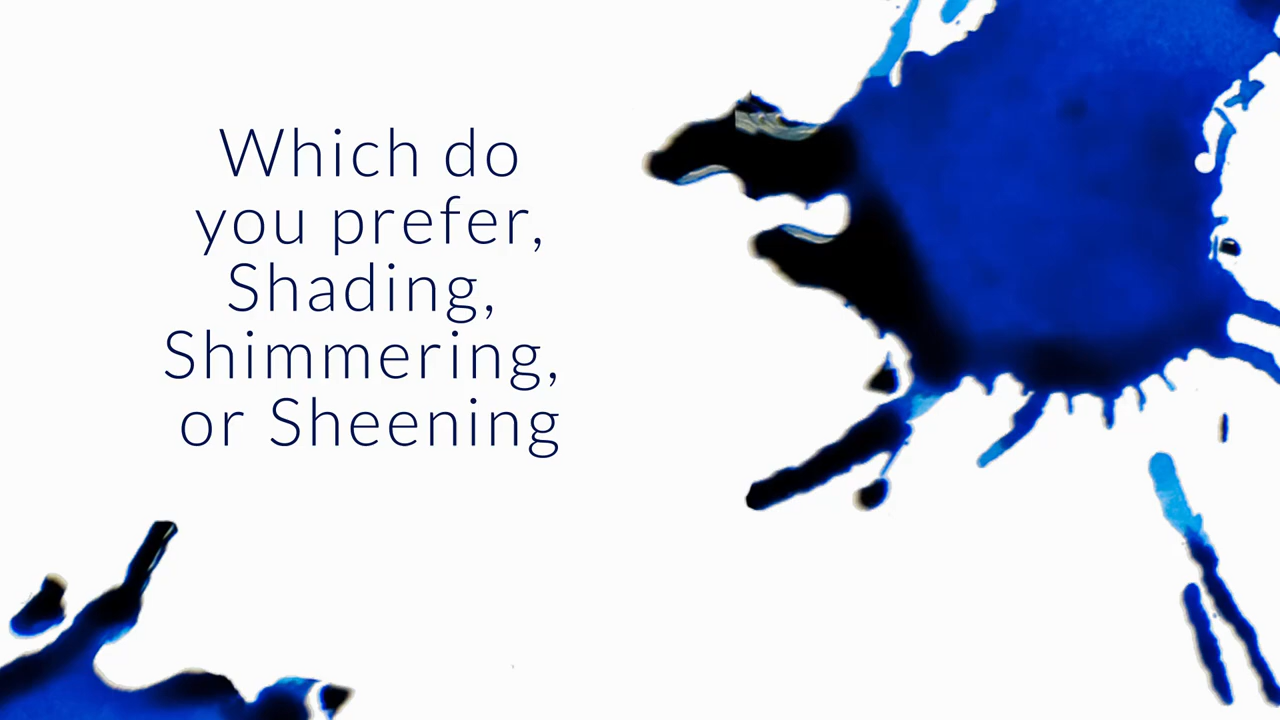 Which do
you prefer,
Shading,
Shimmering,
or Sheening